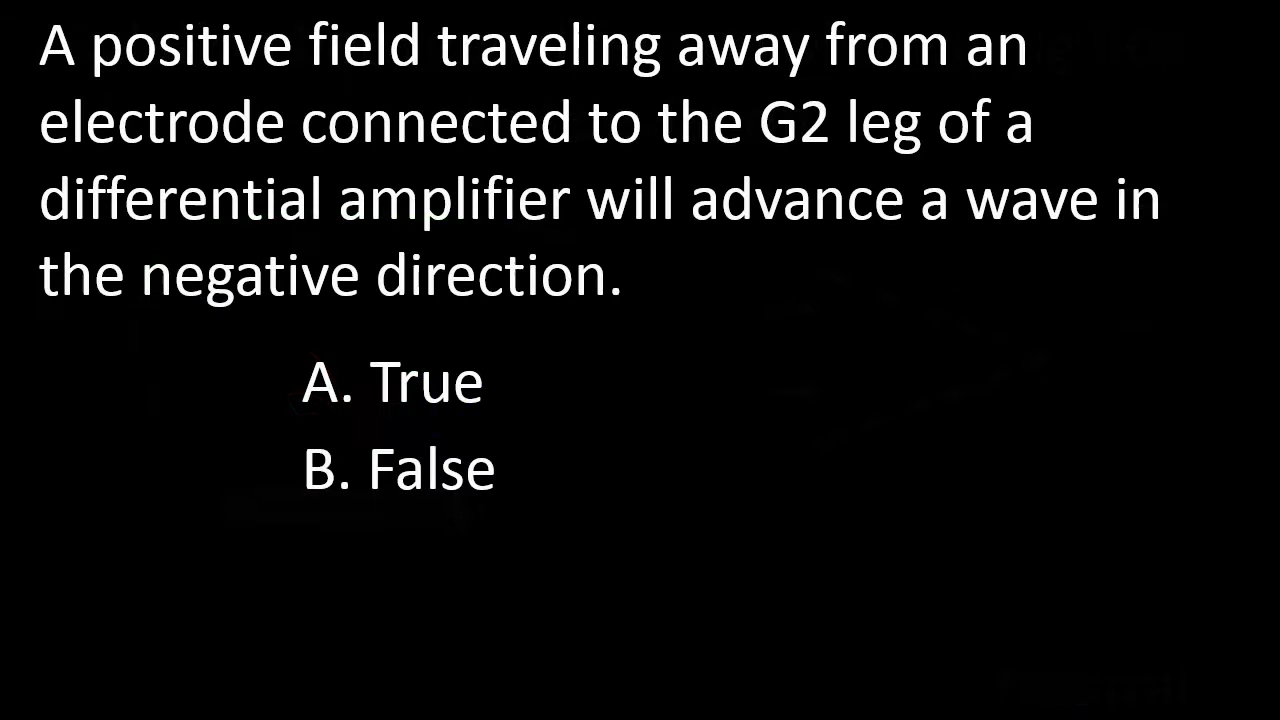 A positive field traveling away from an
electrode connected to the G2 leg of a
differential amplifier will advance a wave in
the negative direction.
A. True
B. False